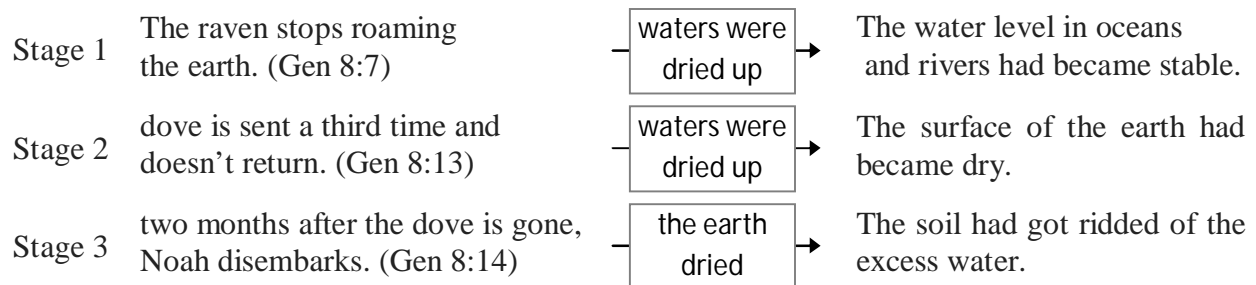 Stage 1
The raven stops roaming
the earth. (Gen 8:7)
waters were
dried up
The water level in oceans
and rivers had became stable.
Stage 2
dove is sent a third time and
doesn’t return. (Gen 8:13)
waters were
dried up
The surface of the earth had
became dry.
Stage 3
two months after the dove is gone,
Noah disembarks. (Gen 8:14)
the earth
dried
The soil had got ridded of the
excess water.